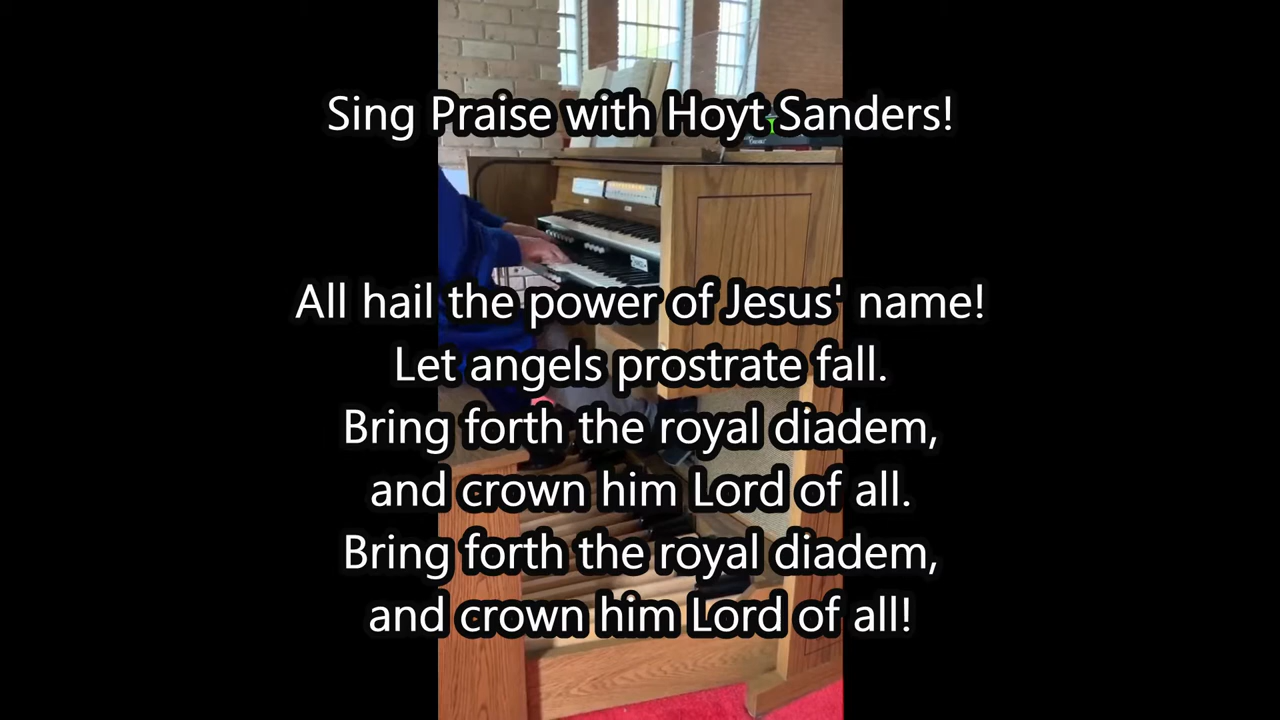 Sing Praise with Hoyt Sanders!
All hail the power of Jesus' name!
Let angels prostrate fall.
Bring forth the royal diadem,
and crown him Lord of all.
Bring forth the royal diadem,
and crown him Lord of all!